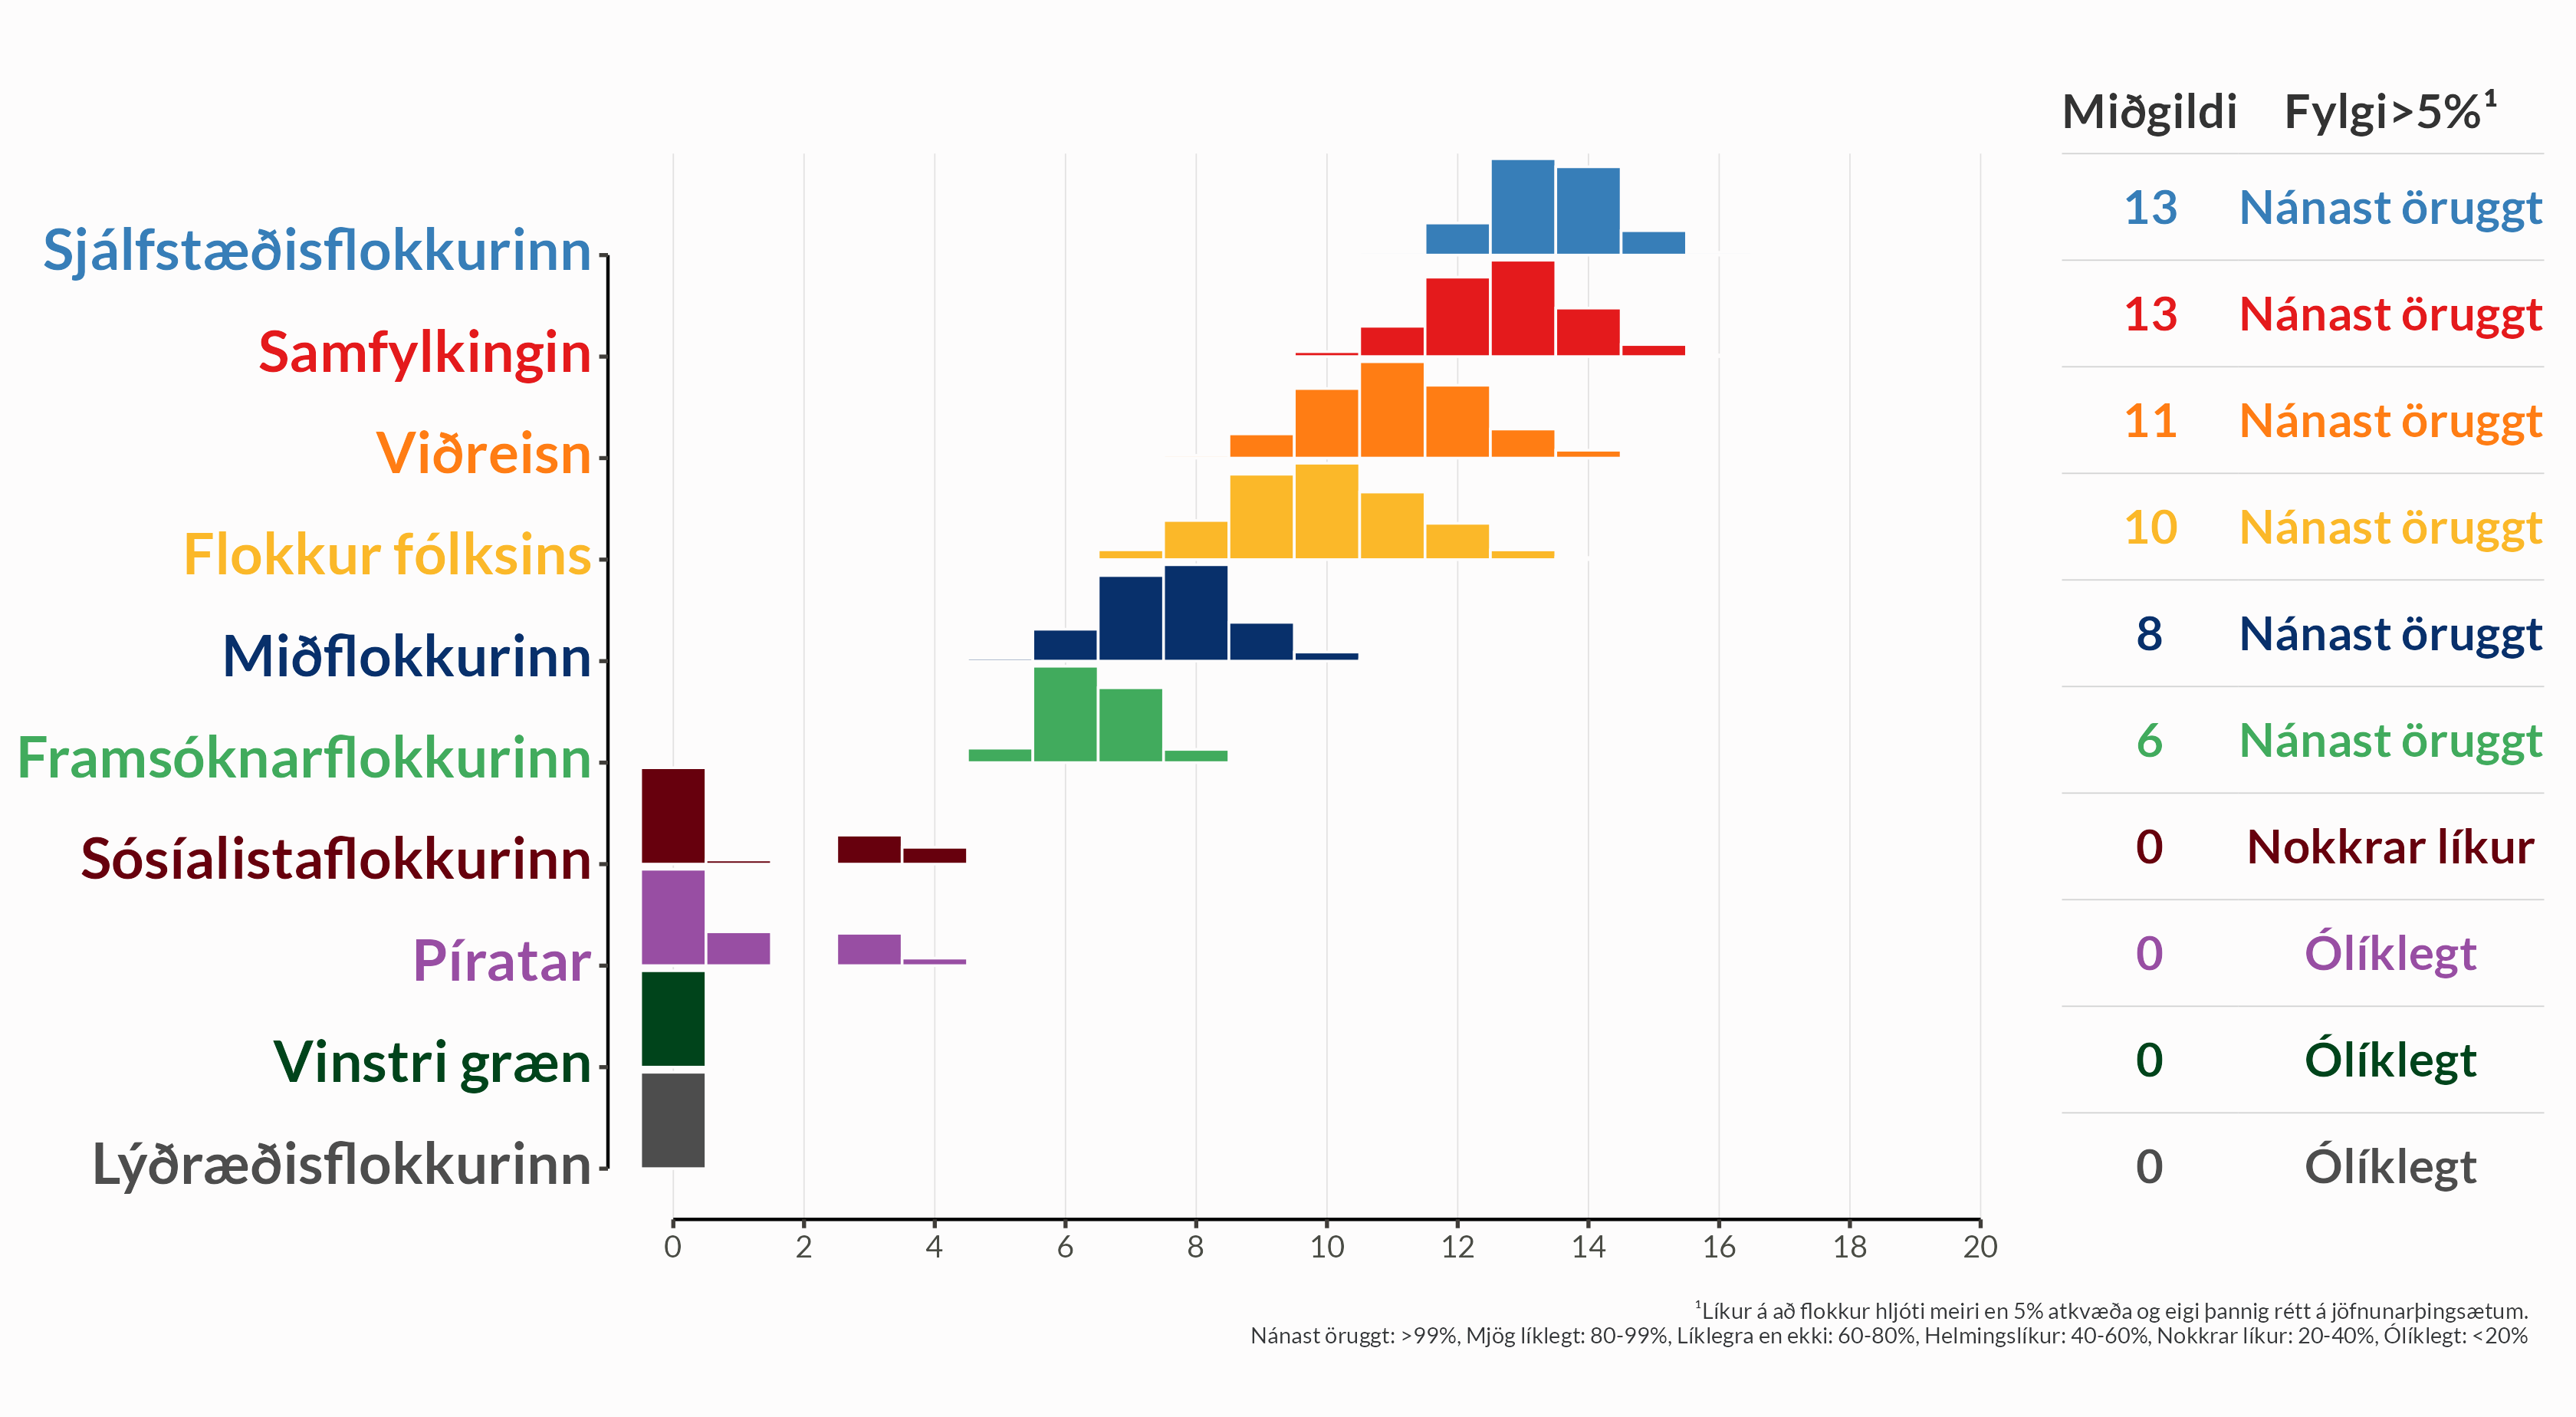 Miðgildi Fylgi>5%¹
Sjálfstæðisflokkurinn 13 Nánast öruggt
Samfylkingin 13 Nánast öruggt
Viðreisn 11 Nánast öruggt
Flokkur fólksins 10 Nánast öruggt
Miðflokkurinn 8 Nánast öruggt
Framsóknarflokkurinn 6 Nánast öruggt
Sósíalistaflokkurinn 0 Nokkrar líkur
Píratar 0 Ólíklegt
Vinstri græn 0 Ólíklegt
Lýðræðisflokkurinn 0 Ólíklegt
0 2 4 6 8 10 12 14 16 18 20
¹Líkur á að flokkur hljóti meiri en 5% atkvæða og eigi þannig rétt á jöfnunarþingsætum.
Nánast öruggt: >99%, Mjög líklegt: 80-99%, Líklegra en ekki: 60-80%, Helmingslíkur: 40-60%, Nokkrar líkur: 20-40%, Ólíklegt: <20%